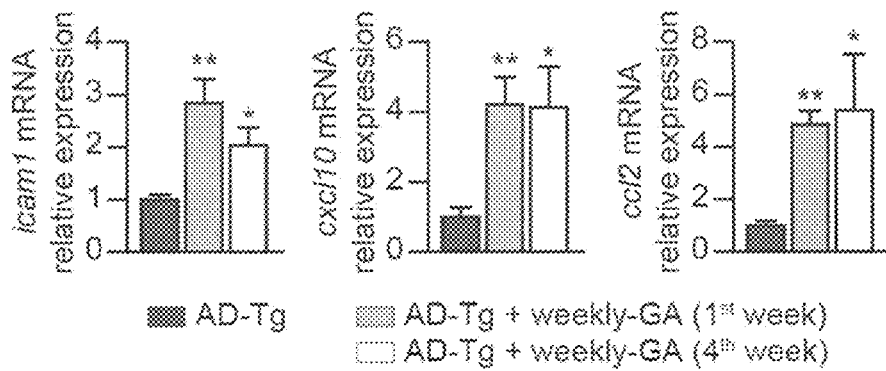 icam1 mRNA
relative expression
4
3
2
1
0
**
*
cxcl10 mRNA
relative expression
6
4
2
0
**
*
ccl2 mRNA
relative expression
8
6
4
2
0
**
*
AD-Tg
AD-Tg + weekly-GA (1st week)
AD-Tg + weekly-GA (4th week)